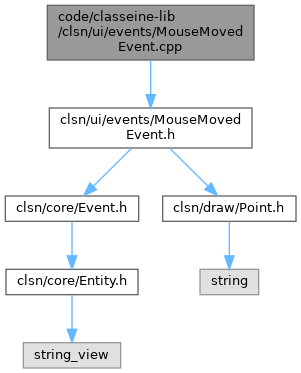 code/classeine-lib
/clsn/ui/events/MouseMoved
Event.cpp
clsn/ui/events/MouseMoved
Event.h
clsn/core/Event.h
clsn/draw/Point.h
clsn/core/Entity.h
string
string_view